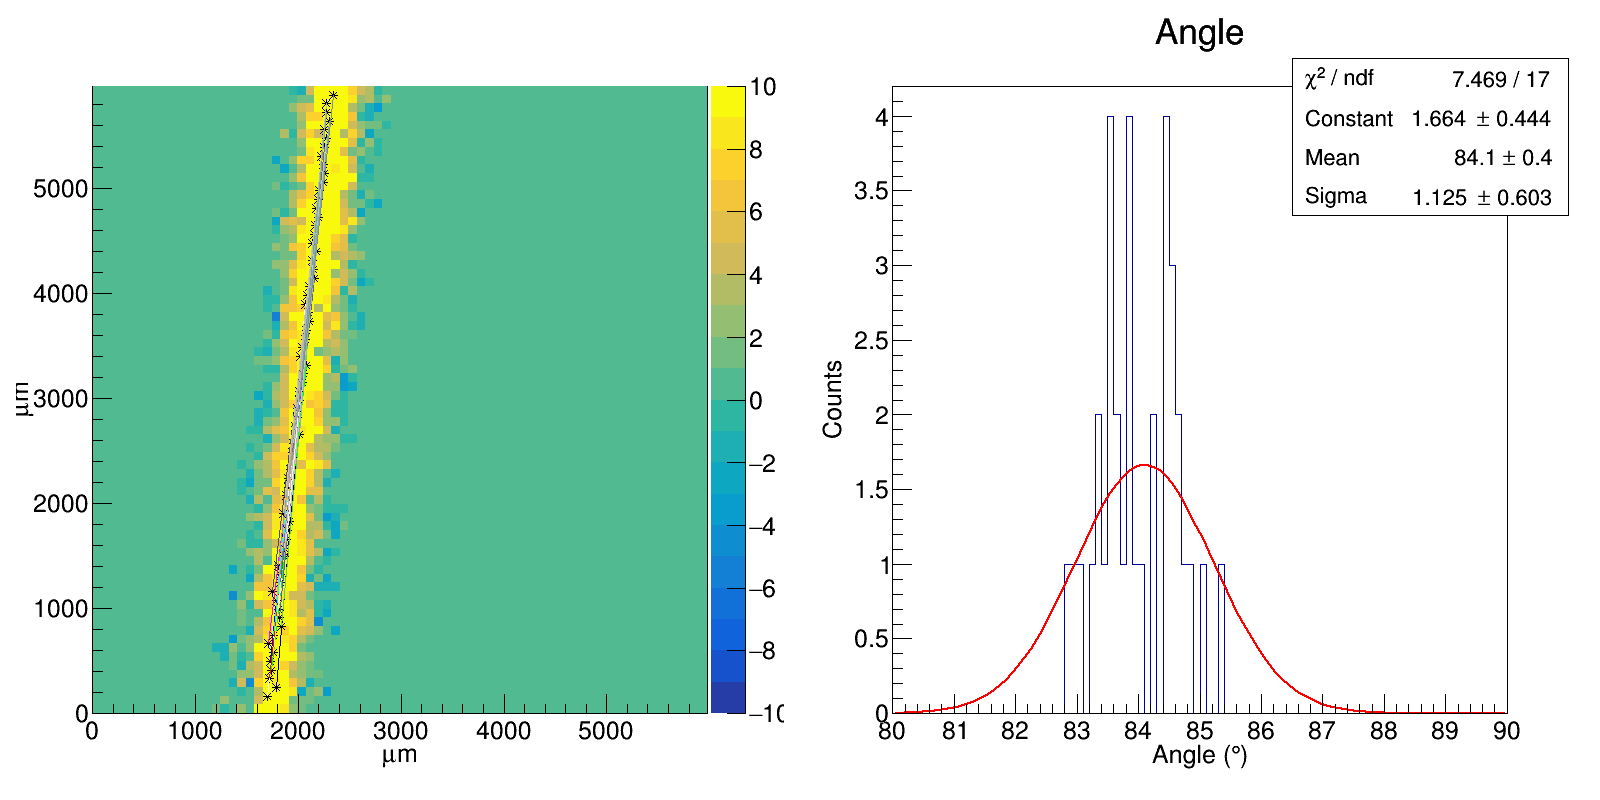 Angle
χ² / ndf 7.469 / 17
Constant 1.664 ± 0.444
Mean 84.1 ± 0.4
Sigma 1.125 ± 0.603
10
8
6
4
2
0
−2
−4
−6
−8
−10
5000
4000
3000
2000
1000
0
μm
0 1000 2000 3000 4000 5000
μm
4
3.5
3
2.5
2
1.5
1
0.5
0
Counts
80 81 82 83 84 85 86 87 88 89 90
Angle (°)